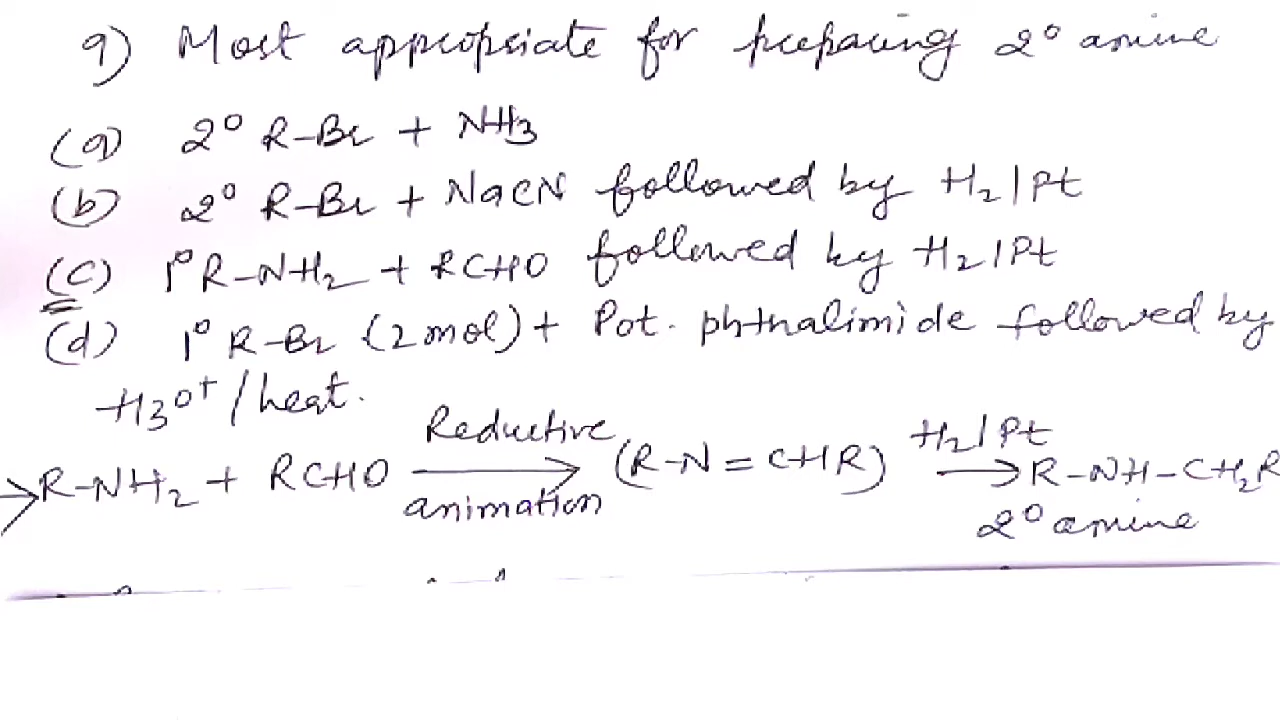 9) Most appropriate for preparing 2° amine
(a) 2° R-Br + NH3
(b) 2° R-Br + NaCN followed by H2/Pt
(c) 1° R-NH2 + RCHO followed by H2/Pt
(d) 1° R-Br (2mol) + Pot. phthalimide followed by
H3O+/heat.
→R-NH2 + RCHO Reductive animation → (R-N=CHR) H2/Pt → R-NH-CH2R
2° amine